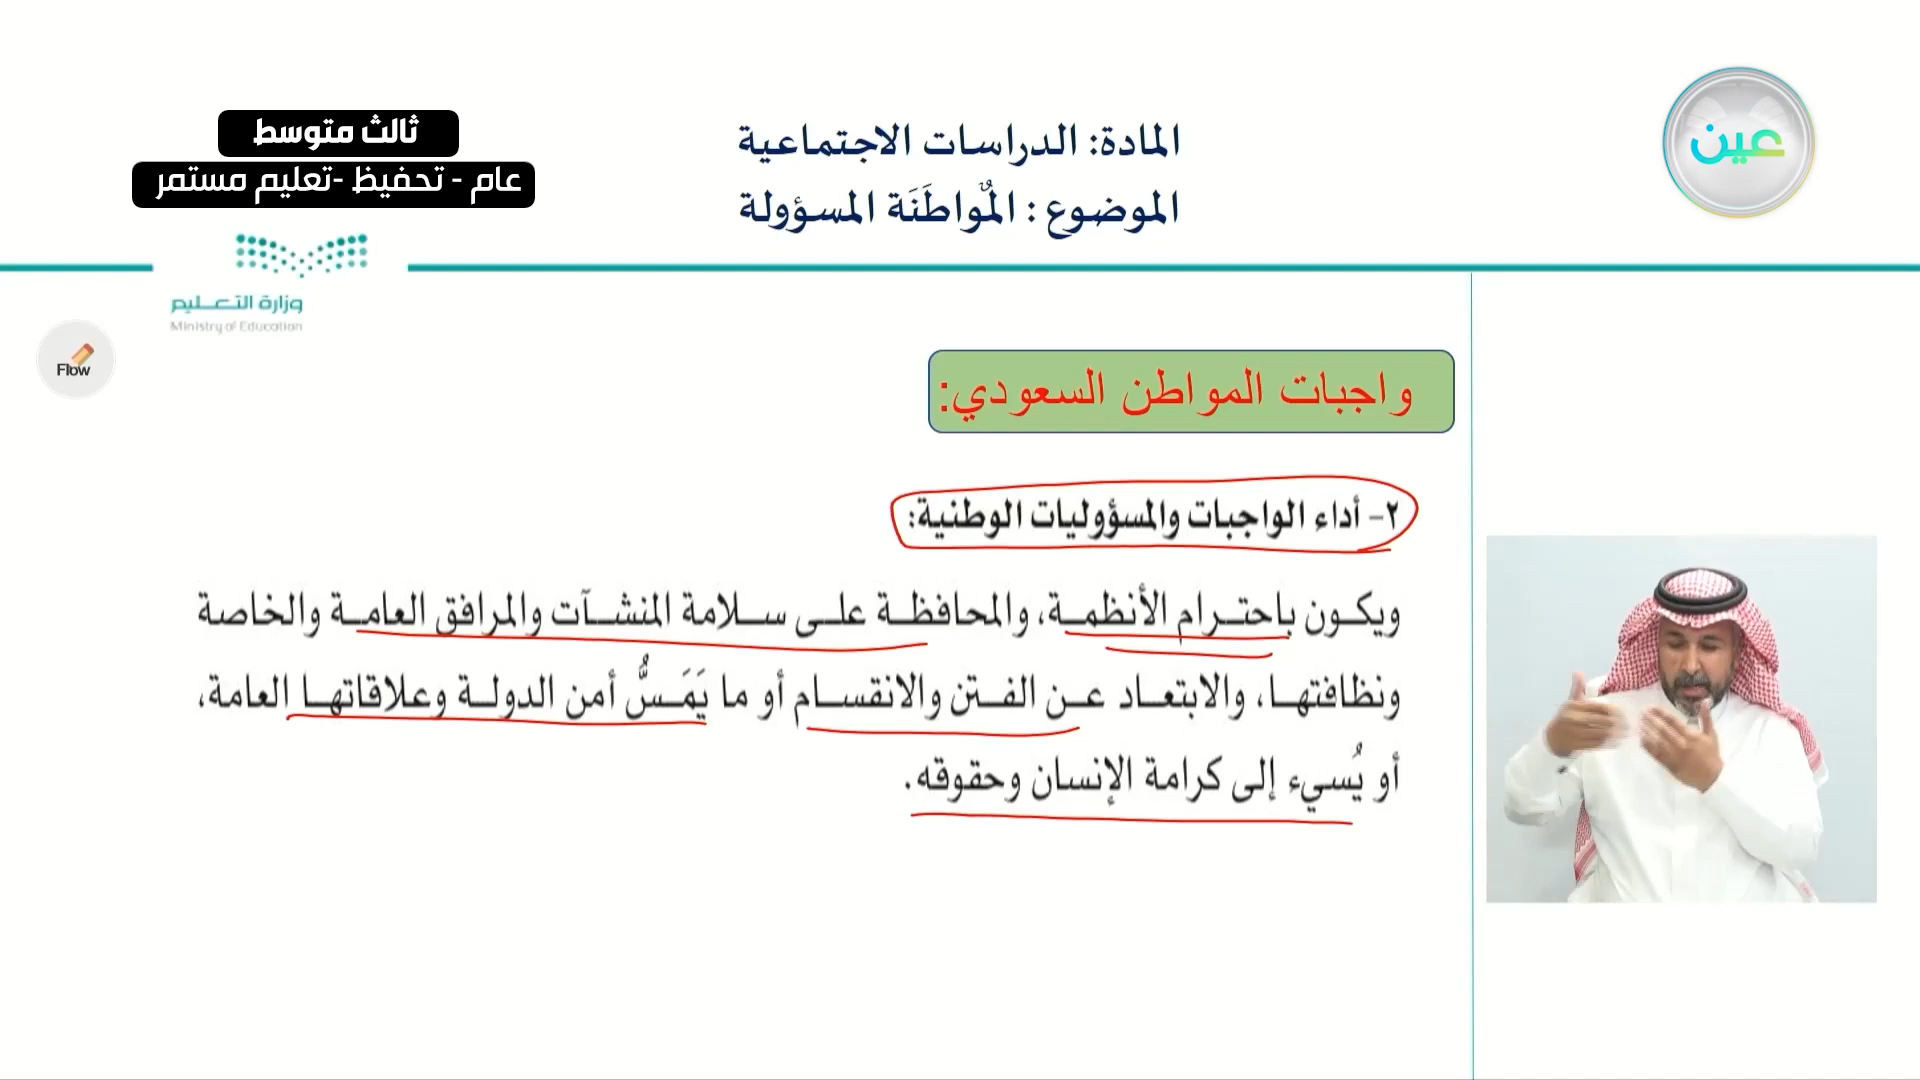 عين
المادة: الدراسات الاجتماعية
الموضوع : المُواطَنَة المسؤولة
ثالث متوسط
عام - تحفيظ -تعليم مستمر
وزارة التعليم
Ministry of Education
Flow
واجبات المواطن السعودي:
٢- أداء الواجبات والمسؤوليات الوطنية:
ويكون باحترام الأنظمة، والمحافظة على سلامة المنشآت والمرافق العامة والخاصة
ونظافتها، والابتعاد عن الفتن والانقسام أو ما يَمَسُّ أمن الدولة وعلاقاتها العامة،
أو يُسيء إلى كرامة الإنسان وحقوقه.